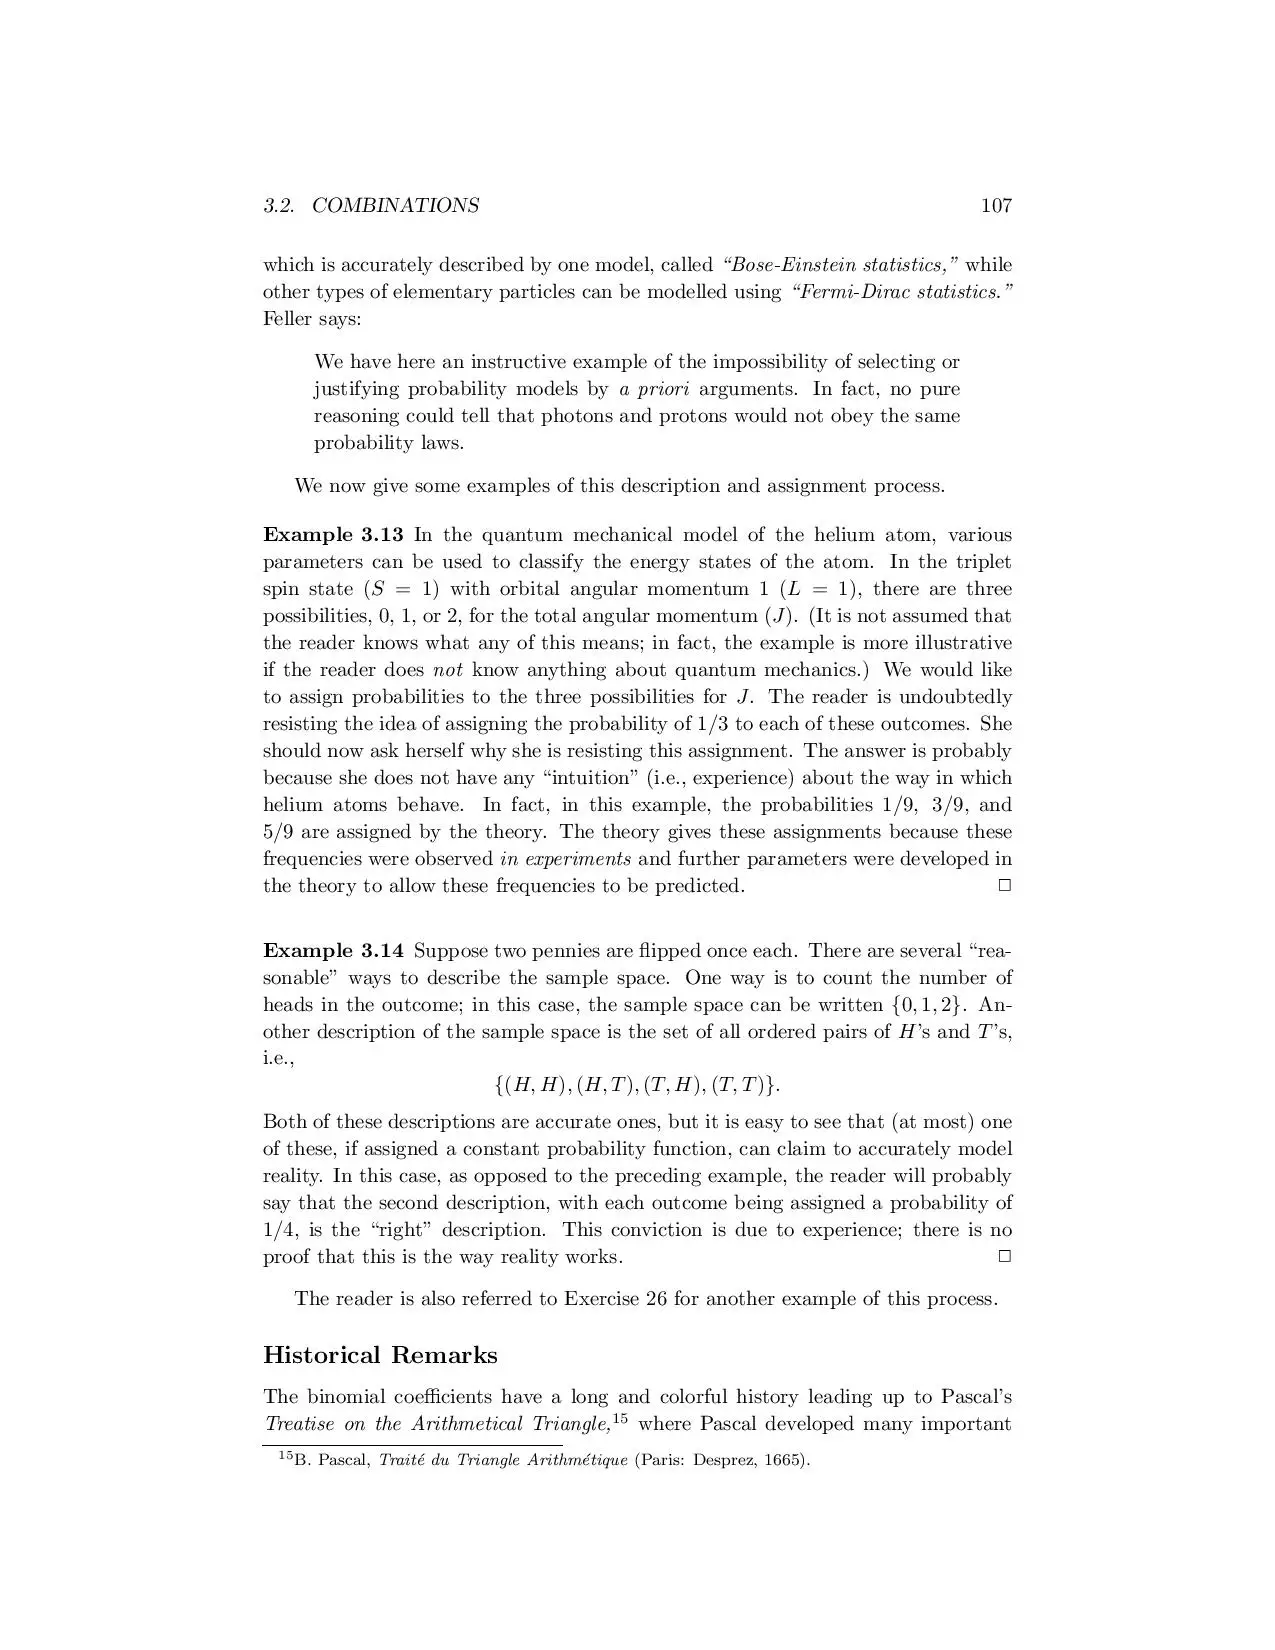 3.2. COMBINATIONS 107
which is accurately described by one model, called “Bose-Einstein statistics,” while
other types of elementary particles can be modelled using “Fermi-Dirac statistics.”
Feller says:
We have here an instructive example of the impossibility of selecting or
justifying probability models by a priori arguments. In fact, no pure
reasoning could tell that photons and protons would not obey the same
probability laws.
We now give some examples of this description and assignment process.
Example 3.13 In the quantum mechanical model of the helium atom, various
parameters can be used to classify the energy states of the atom. In the triplet
spin state (S = 1) with orbital angular momentum 1 (L = 1), there are three
possibilities, 0, 1, or 2, for the total angular momentum (J). (It is not assumed that
the reader knows what any of this means; in fact, the example is more illustrative
if the reader does not know anything about quantum mechanics.) We would like
to assign probabilities to the three possibilities for J. The reader is undoubtedly
resisting the idea of assigning the probability of 1/3 to each of these outcomes. She
should now ask herself why she is resisting this assignment. The answer is probably
because she does not have any “intuition” (i.e., experience) about the way in which
helium atoms behave. In fact, in this example, the probabilities 1/9, 3/9, and
5/9 are assigned by the theory. The theory gives these assignments because these
frequencies were observed in experiments and further parameters were developed in
the theory to allow these frequencies to be predicted. □
Example 3.14 Suppose two pennies are flipped once each. There are several “rea-
sonable” ways to describe the sample space. One way is to count the number of
heads in the outcome; in this case, the sample space can be written {0, 1, 2}. An-
other description of the sample space is the set of all ordered pairs of H’s and T’s,
i.e.,
{(H, H), (H, T), (T, H), (T, T)}.
Both of these descriptions are accurate ones, but it is easy to see that (at most) one
of these, if assigned a constant probability function, can claim to accurately model
reality. In this case, as opposed to the preceding example, the reader will probably
say that the second description, with each outcome being assigned a probability of
1/4, is the “right” description. This conviction is due to experience; there is no
proof that this is the way reality works. □
The reader is also referred to Exercise 26 for another example of this process.
Historical Remarks
The binomial coefficients have a long and colorful history leading up to Pascal’s
Treatise on the Arithmetical Triangle,¹⁵ where Pascal developed many important
¹⁵B. Pascal, Traité du Triangle Arithmétique (Paris: Desprez, 1665).